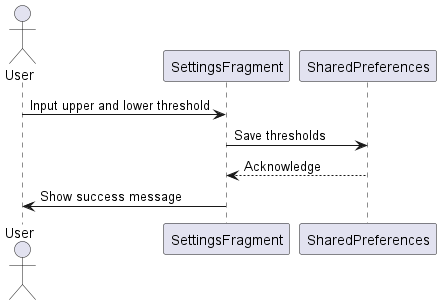 User
SettingsFragment
SharedPreferences
Input upper and lower threshold
Save thresholds
Acknowledge
Show success message
User
SettingsFragment
SharedPreferences